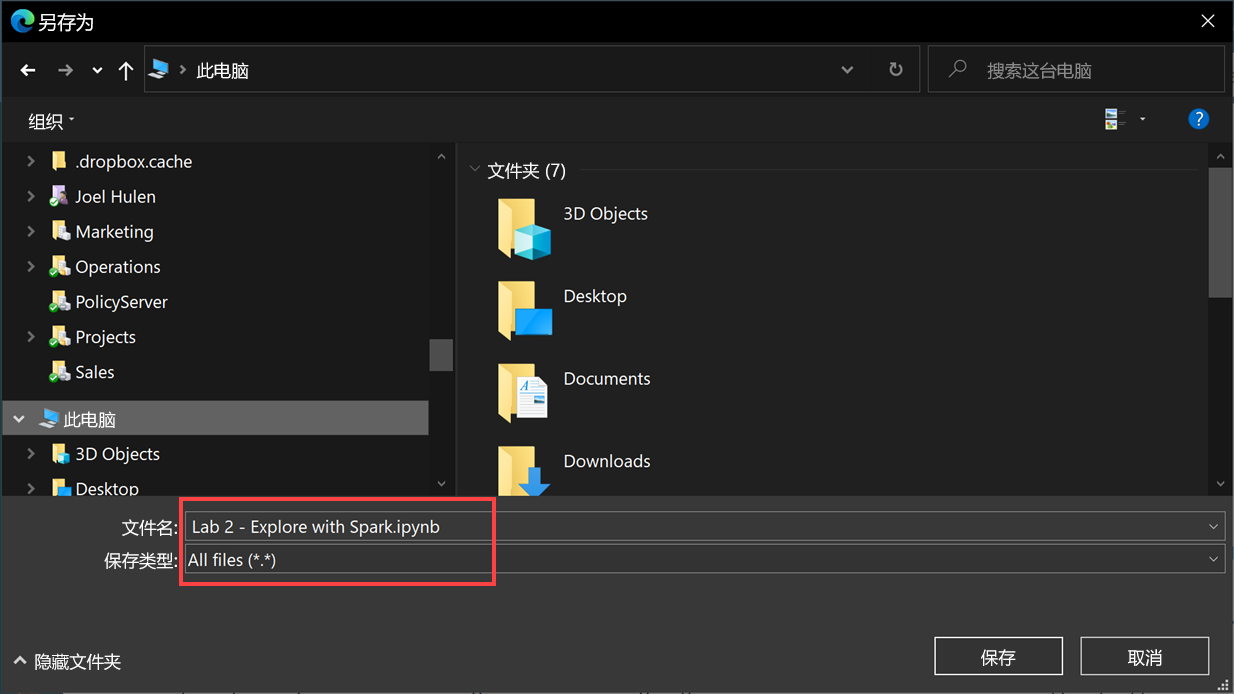 另存为
此电脑
搜索这台电脑
组织
?
.dropbox.cache
Joel Hulen
Marketing
Operations
PolicyServer
Projects
Sales
此电脑
3D Objects
Desktop
文件夹 (7)
3D Objects
Desktop
Documents
Downloads
文件名: Lab 2 - Explore with Spark.ipynb
保存类型: All files (*.*)
隐藏文件夹
保存
取消